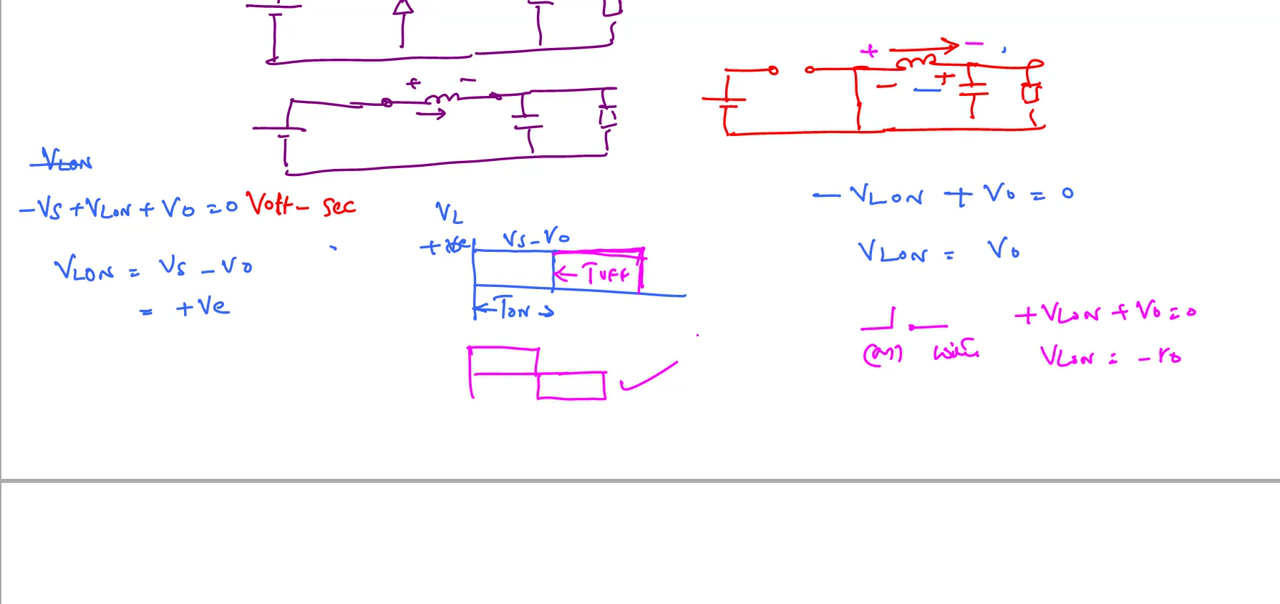 + -
+ -
- +
VLON
-VS + VLON + VO = 0 Volt- sec
VLON = VS - VO
= +Ve
VL
+Ve VS-VO
← TOFF
←TON→
- VLON + VO = 0
VLON = VO
+VLON + VO = 0
VLON = -VO